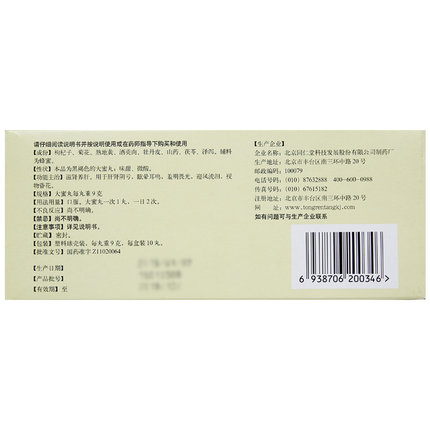 请仔细阅读说明书并按说明使用或在药师指导下购买和使用
【成份】枸杞子、菊花、熟地黄、酒萸肉、牡丹皮、山药、茯苓、泽泻。辅料
为蜂蜜。
【性状】本品为黑褐色的大蜜丸；味甜、微酸。
【功能主治】滋肾养肝。用于肝肾阴亏，眩晕耳鸣，羞明畏光，迎风流泪，视
物昏花。
【规格】大蜜丸每丸重9克
【用法用量】口服。大蜜丸一次1丸，一日2次。
【不良反应】尚不明确。
【禁忌】尚不明确。
【注意事项】详见说明书。
【贮藏】密封。
【包装】塑料球壳装，每丸重9克，每盒装10丸。
【批准文号】国药准字Z11020064
【生产日期】
【产品批号】
【有效期】至
【生产企业】
企业名称：北京同仁堂科技发展股份有限公司制药厂
生产地址：北京市丰台区南三环中路20号
邮政编码：100079
电话号码：(010) 87632888 400-600-0988
传真号码：(010) 67615182
注册地址：北京市丰台区南三环中路20号
网 址：www.tongrentangkj.com
如有问题可与生产企业联系
6 938706 200346 >